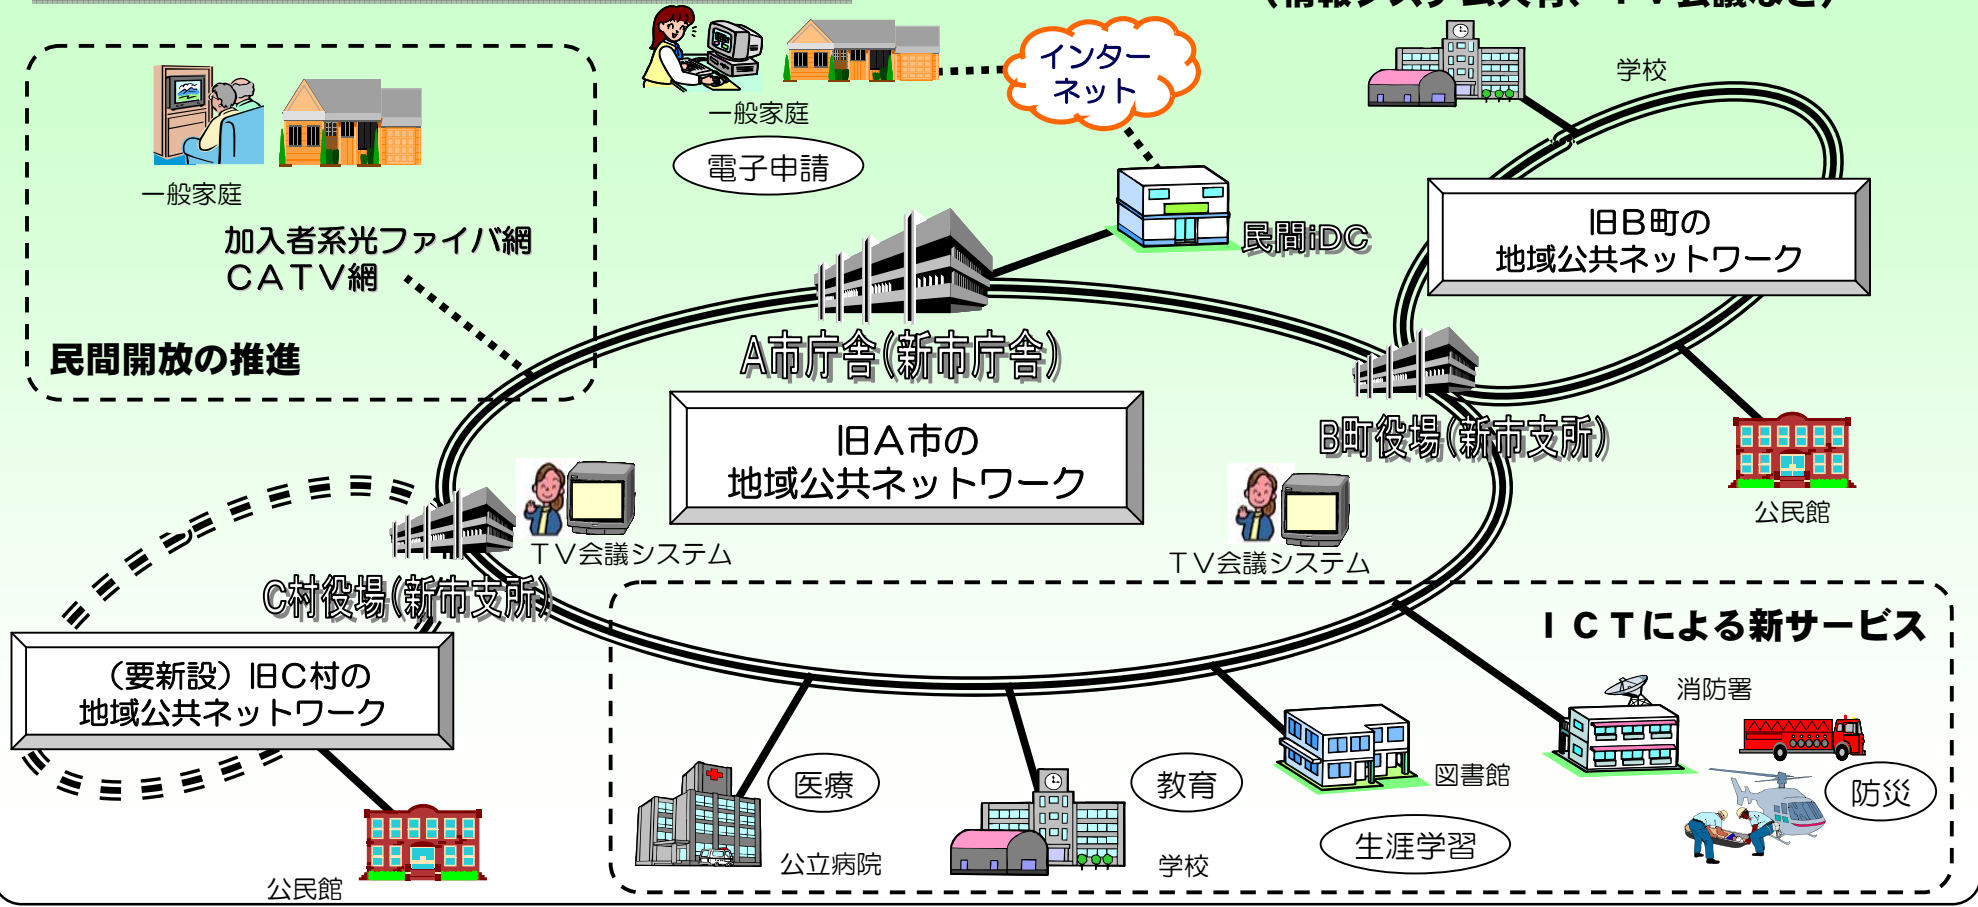 インター
ネット
学校
一般家庭
電子申請
一般家庭
加入者系光ファイバ網
CATV網
民間開放の推進
民間iDC
旧B町の
地域公共ネットワーク
A市庁舎(新市庁舎)
旧A市の
地域公共ネットワーク
B町役場(新市支所)
公民館
TV会議システム
TV会議システム
C村役場(新市支所)
(要新設)旧C村の
地域公共ネットワーク
公民館
ICTによる新サービス
消防署
防災
図書館
生涯学習
教育
学校
医療
公立病院